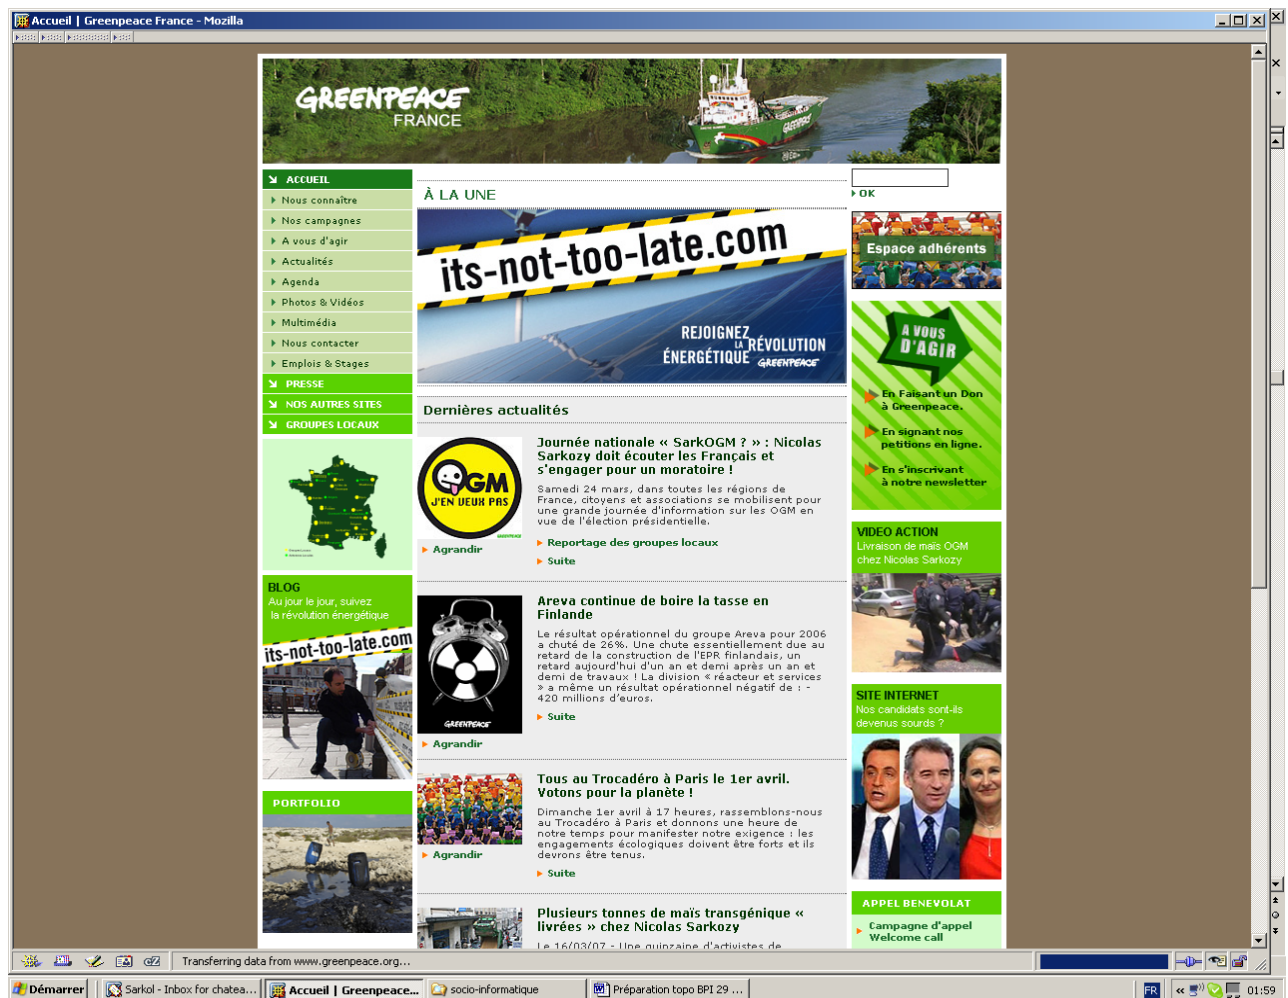 Accueil | Greenpeace France - Mozilla
GREENPEACE
FRANCE
GREENPEACE
ACCUEIL
Nous connaître
Nos campagnes
A vous d'agir
Actualités
Agenda
Photos & Vidéos
Multimédia
Nous contacter
Emplois & Stages
PRESSE
NOS AUTRES SITES
GROUPES LOCAUX
BLOG
Au jour le jour, suivez
la révolution énergétique
its-not-too-late.com
PORTFOLIO
À LA UNE
its-not-too-late.com
REJOIGNEZ
LA RÉVOLUTION
ÉNERGÉTIQUE GREENPEACE
Dernières actualités
OGM
J'EN VEUX PAS
GREENPEACE
Agrandir
Journée nationale « SarkOGM ? » : Nicolas
Sarkozy doit écouter les Français et
s'engager pour un moratoire !
Samedi 24 mars, dans toutes les régions de
France, citoyens et associations se mobilisent pour
une grande journée d'information sur les OGM en
vue de l'élection présidentielle.
Reportage des groupes locaux
Suite
GREENPEACE
Agrandir
Areva continue de boire la tasse en
Finlande
Le résultat opérationnel du groupe Areva pour 2006
a chuté de 26%. Une chute essentiellement due au
retard de la construction de l'EPR finlandais, un
retard aujourd'hui d'un an et demi après un an et
demi de travaux ! La division « réacteur et services
» a même un résultat opérationnel négatif de : -
420 millions d'euros.
Suite
Agrandir
Tous au Trocadéro à Paris le 1er avril.
Votons pour la planète !
Dimanche 1er avril à 17 heures, rassemblons-nous
au Trocadéro à Paris et donnons une heure de
notre temps pour manifester notre exigence : les
engagements écologiques doivent être forts et ils
devrons être tenus.
Suite
Plusieurs tonnes de maïs transgénique «
livrées » chez Nicolas Sarkozy
Le 16/03/07 - Une quinzaine d'activistes de
OK
Espace adhérents
A VOUS
D'AGIR
En Faisant un Don
à Greenpeace.
En signant nos
petitions en ligne.
En s'inscrivant
à notre newsletter
VIDEO ACTION
Livraison de maïs OGM
chez Nicolas Sarkozy
SITE INTERNET
Nos candidats sont-ils
devenus sourds ?
APPEL BENEVOLAT
Campagne d'appel
Welcome call
Transferring data from www.greenpeace.org...
Démarrer
Sarkol - Inbox for chatea...
Accueil | Greenpeace...
socio-informatique
Préparation topo BPI 29 ...
FR
01:59